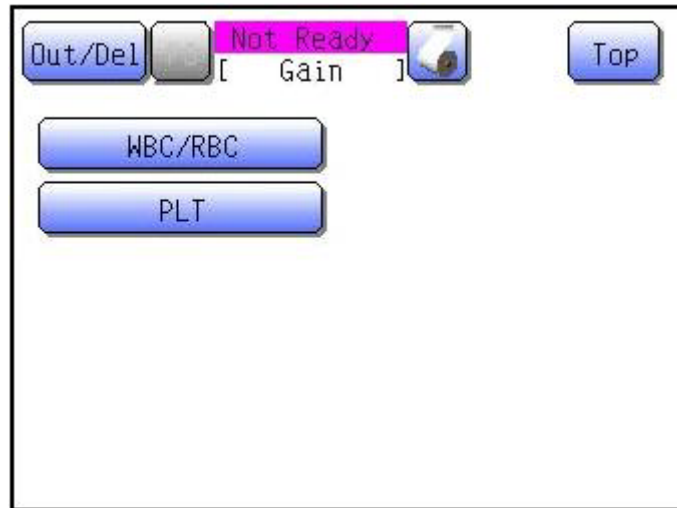 Out/Del
Not Ready
Top
[ Gain ]
WBC/RBC
PLT